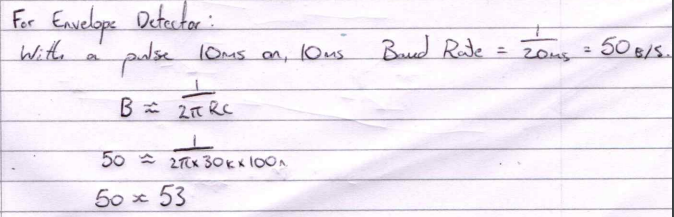 For Envelope Detector:
With a pulse 10ms on, 10ms Baud Rate = 1/20ms = 50 B/S.
B ≈ 1/2πRC
50 ≈ 1/2π×30K×100n
50 ≈ 53